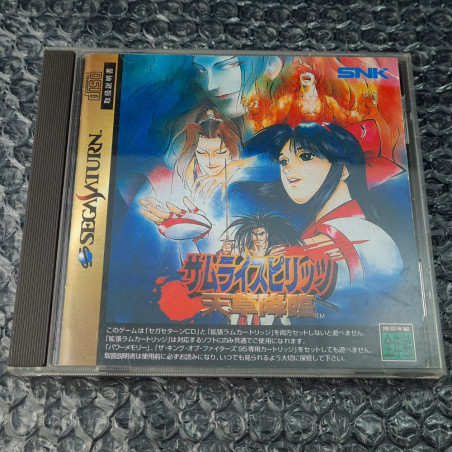 SNK
DISC
取扱説明書
SEGA SATURN
サムライスピリッツ
天草降臨
TM
このゲームは「セガサターンCD」と「拡張ラムカートリッジ」を両方セットしないと遊べません。
「拡張ラムカートリッジ」は対応するソフトにのみ共通でご使用になれます。
「パワーメモリー」、「ザ・キング・オブ・ファイターズ'95専用カートリッジ」をセットしても遊べません。
取扱説明書は使用前に必ずお読みになり、いつでも見られるよう大切に保管して下さい。
推奨年齢